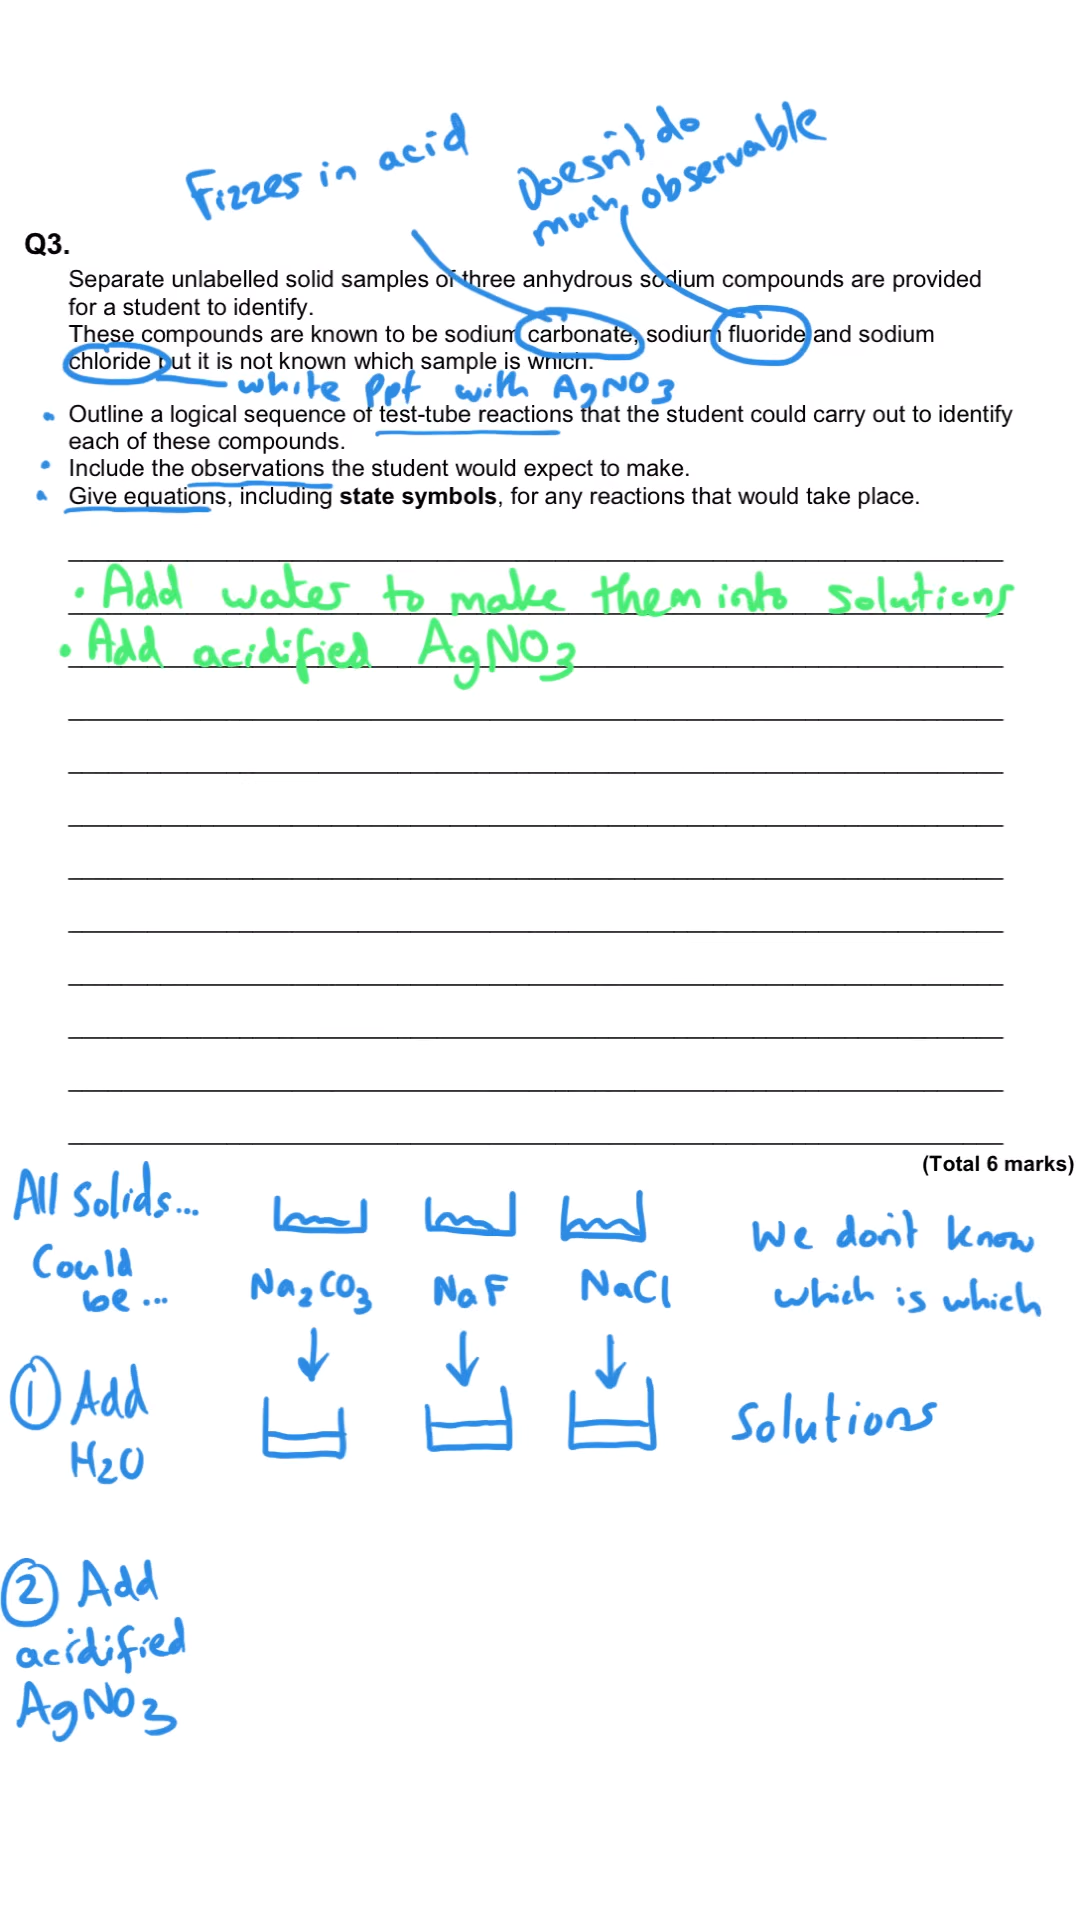 Fizzes in acid
Doesn't do
much observable
Q3.
Separate unlabelled solid samples of three anhydrous sodium compounds are provided
for a student to identify.
These compounds are known to be sodium carbonate, sodium fluoride and sodium
chloride but it is not known which sample is which.
white ppt with AgNO3
• Outline a logical sequence of test-tube reactions that the student could carry out to identify
each of these compounds.
• Include the observations the student would expect to make.
• Give equations, including state symbols, for any reactions that would take place.
• Add water to make them into solutions
• Add acidified AgNO3
(Total 6 marks)
All solids...
We don't know
Could
be...
Na2CO3 NaF NaCl
which is which
① Add
H2O
Solutions
② Add
acidified
AgNO3